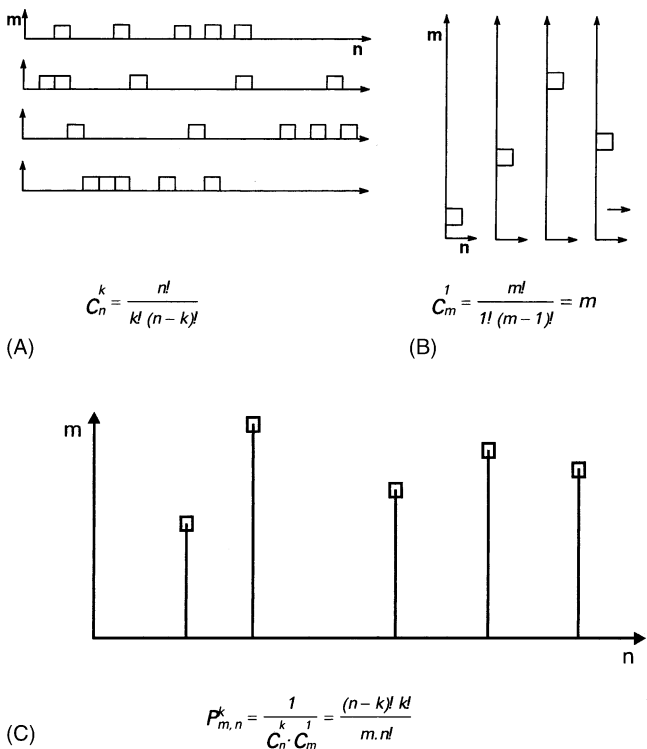 m
n
m
n
C_n^k = n! / k! (n – k)!
C_m^1 = m! / 1! (m – 1)! = m
(A)
(B)
m
n
P_{m,n}^k = 1 / C_n^k · C_m^1 = (n – k)! k! / m.n!
(C)